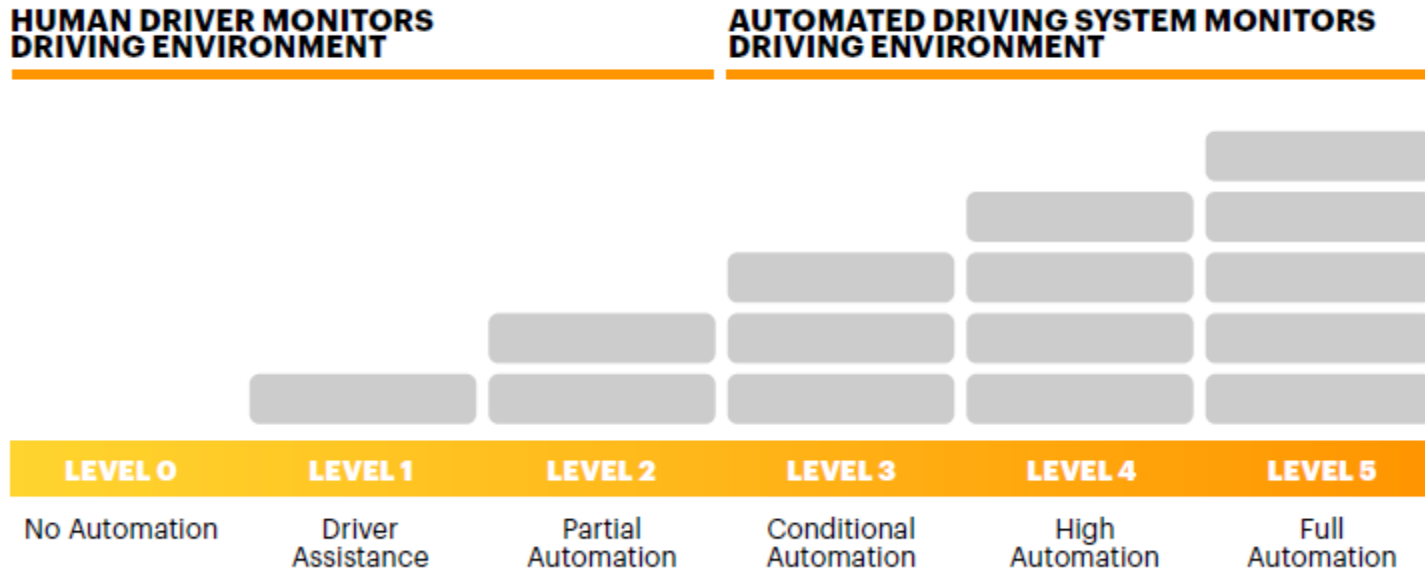 HUMAN DRIVER MONITORS
DRIVING ENVIRONMENT
AUTOMATED DRIVING SYSTEM MONITORS
DRIVING ENVIRONMENT
LEVEL 0
LEVEL 1
LEVEL 2
LEVEL 3
LEVEL 4
LEVEL 5
No Automation
Driver
Assistance
Partial
Automation
Conditional
Automation
High
Automation
Full
Automation